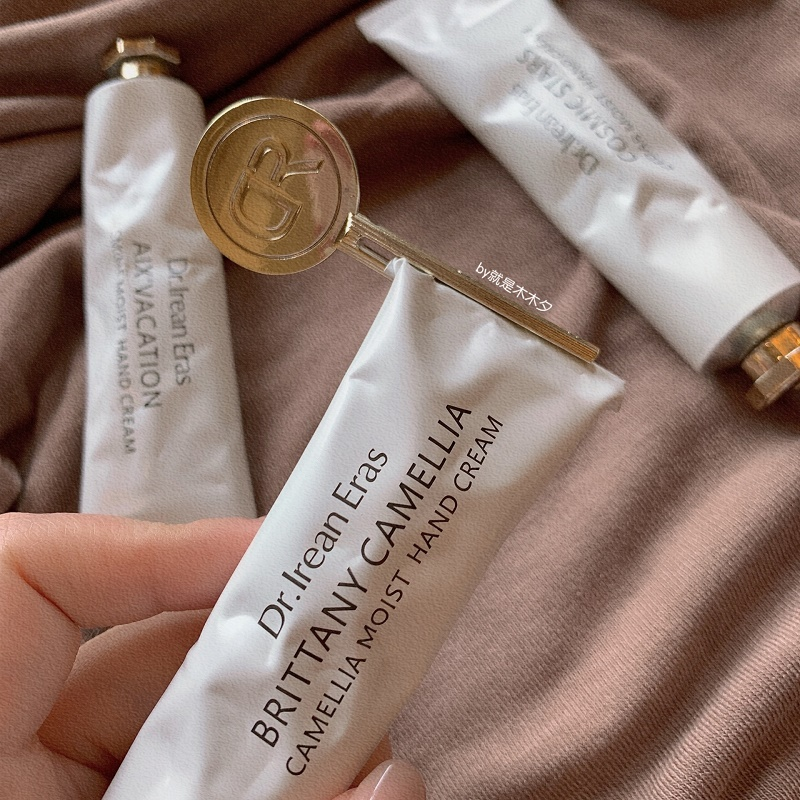 Dr.Irean Eras
BRITTANY CAMELLIA
CAMELLIA MOIST HAND CREAM
by就是木木夕
Dr.Irean Eras
AIX'VACATION
MOIST HAND CREAM
Dr.Irean Eras
COSMIC STARS
DR